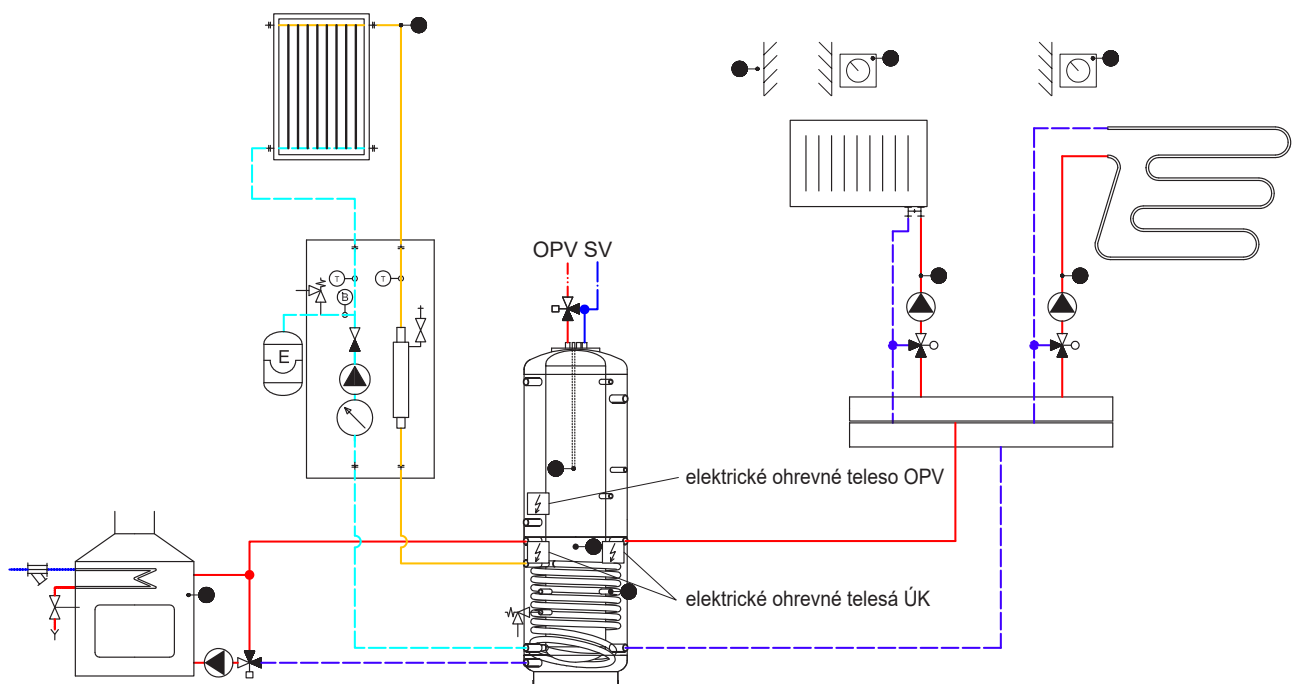 T
T
B
E
OPV SV
elektrické ohrevné teleso OPV
elektrické ohrevné telesá ÚK